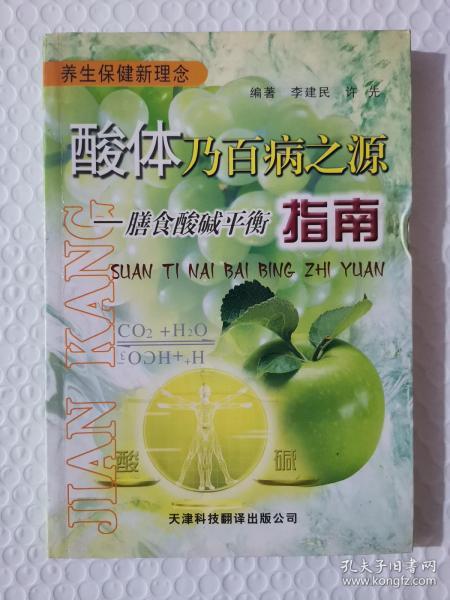 养生保健新理念
编著 李建民 许先
酸体乃百病之源
—膳食酸碱平衡 指南
SUAN TI NAI BAI BING ZHI YUAN
JIAN KANG
CO2 +H2O
HCO3-+H+
酸 碱
天津科技翻译出版公司
孔夫子旧书网
www.kongfz.com